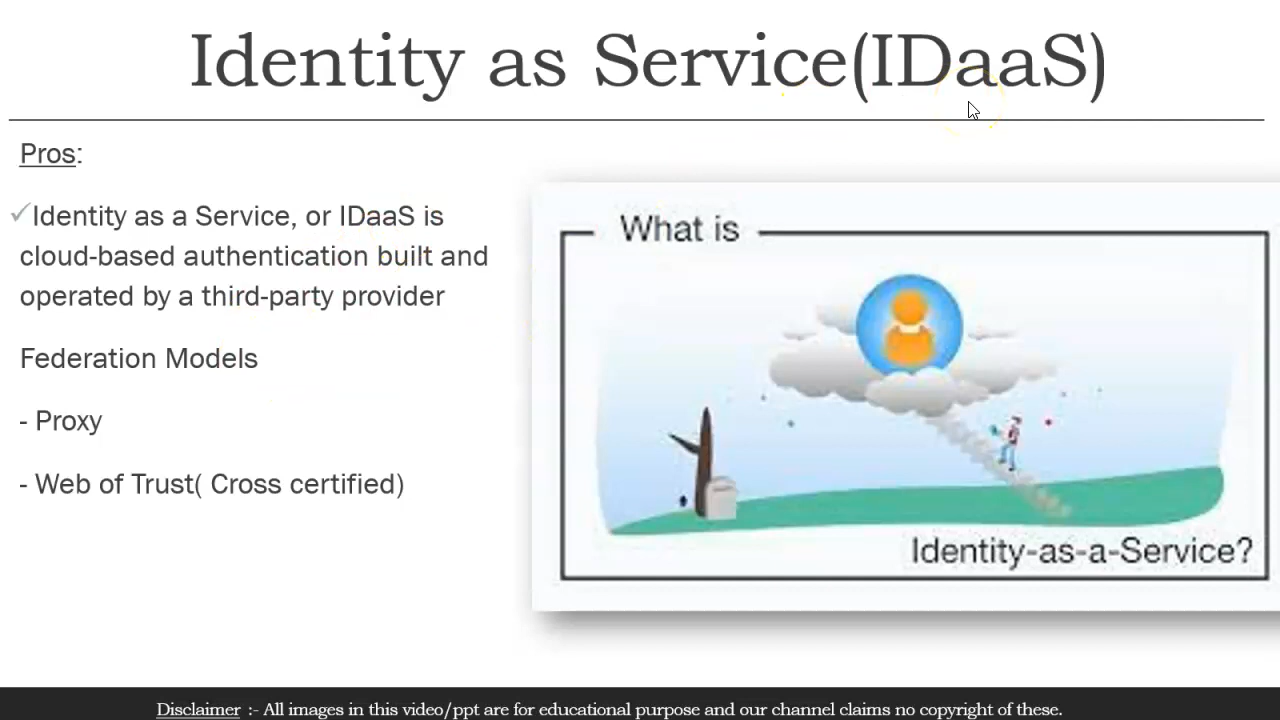 Identity as Service(IDaaS)
Pros:
✓Identity as a Service, or IDaaS is
cloud-based authentication built and
operated by a third-party provider
Federation Models
- Proxy
- Web of Trust( Cross certified)
What is
Identity-as-a-Service?
Disclaimer :- All images in this video/ppt are for educational purpose and our channel claims no copyright of these.